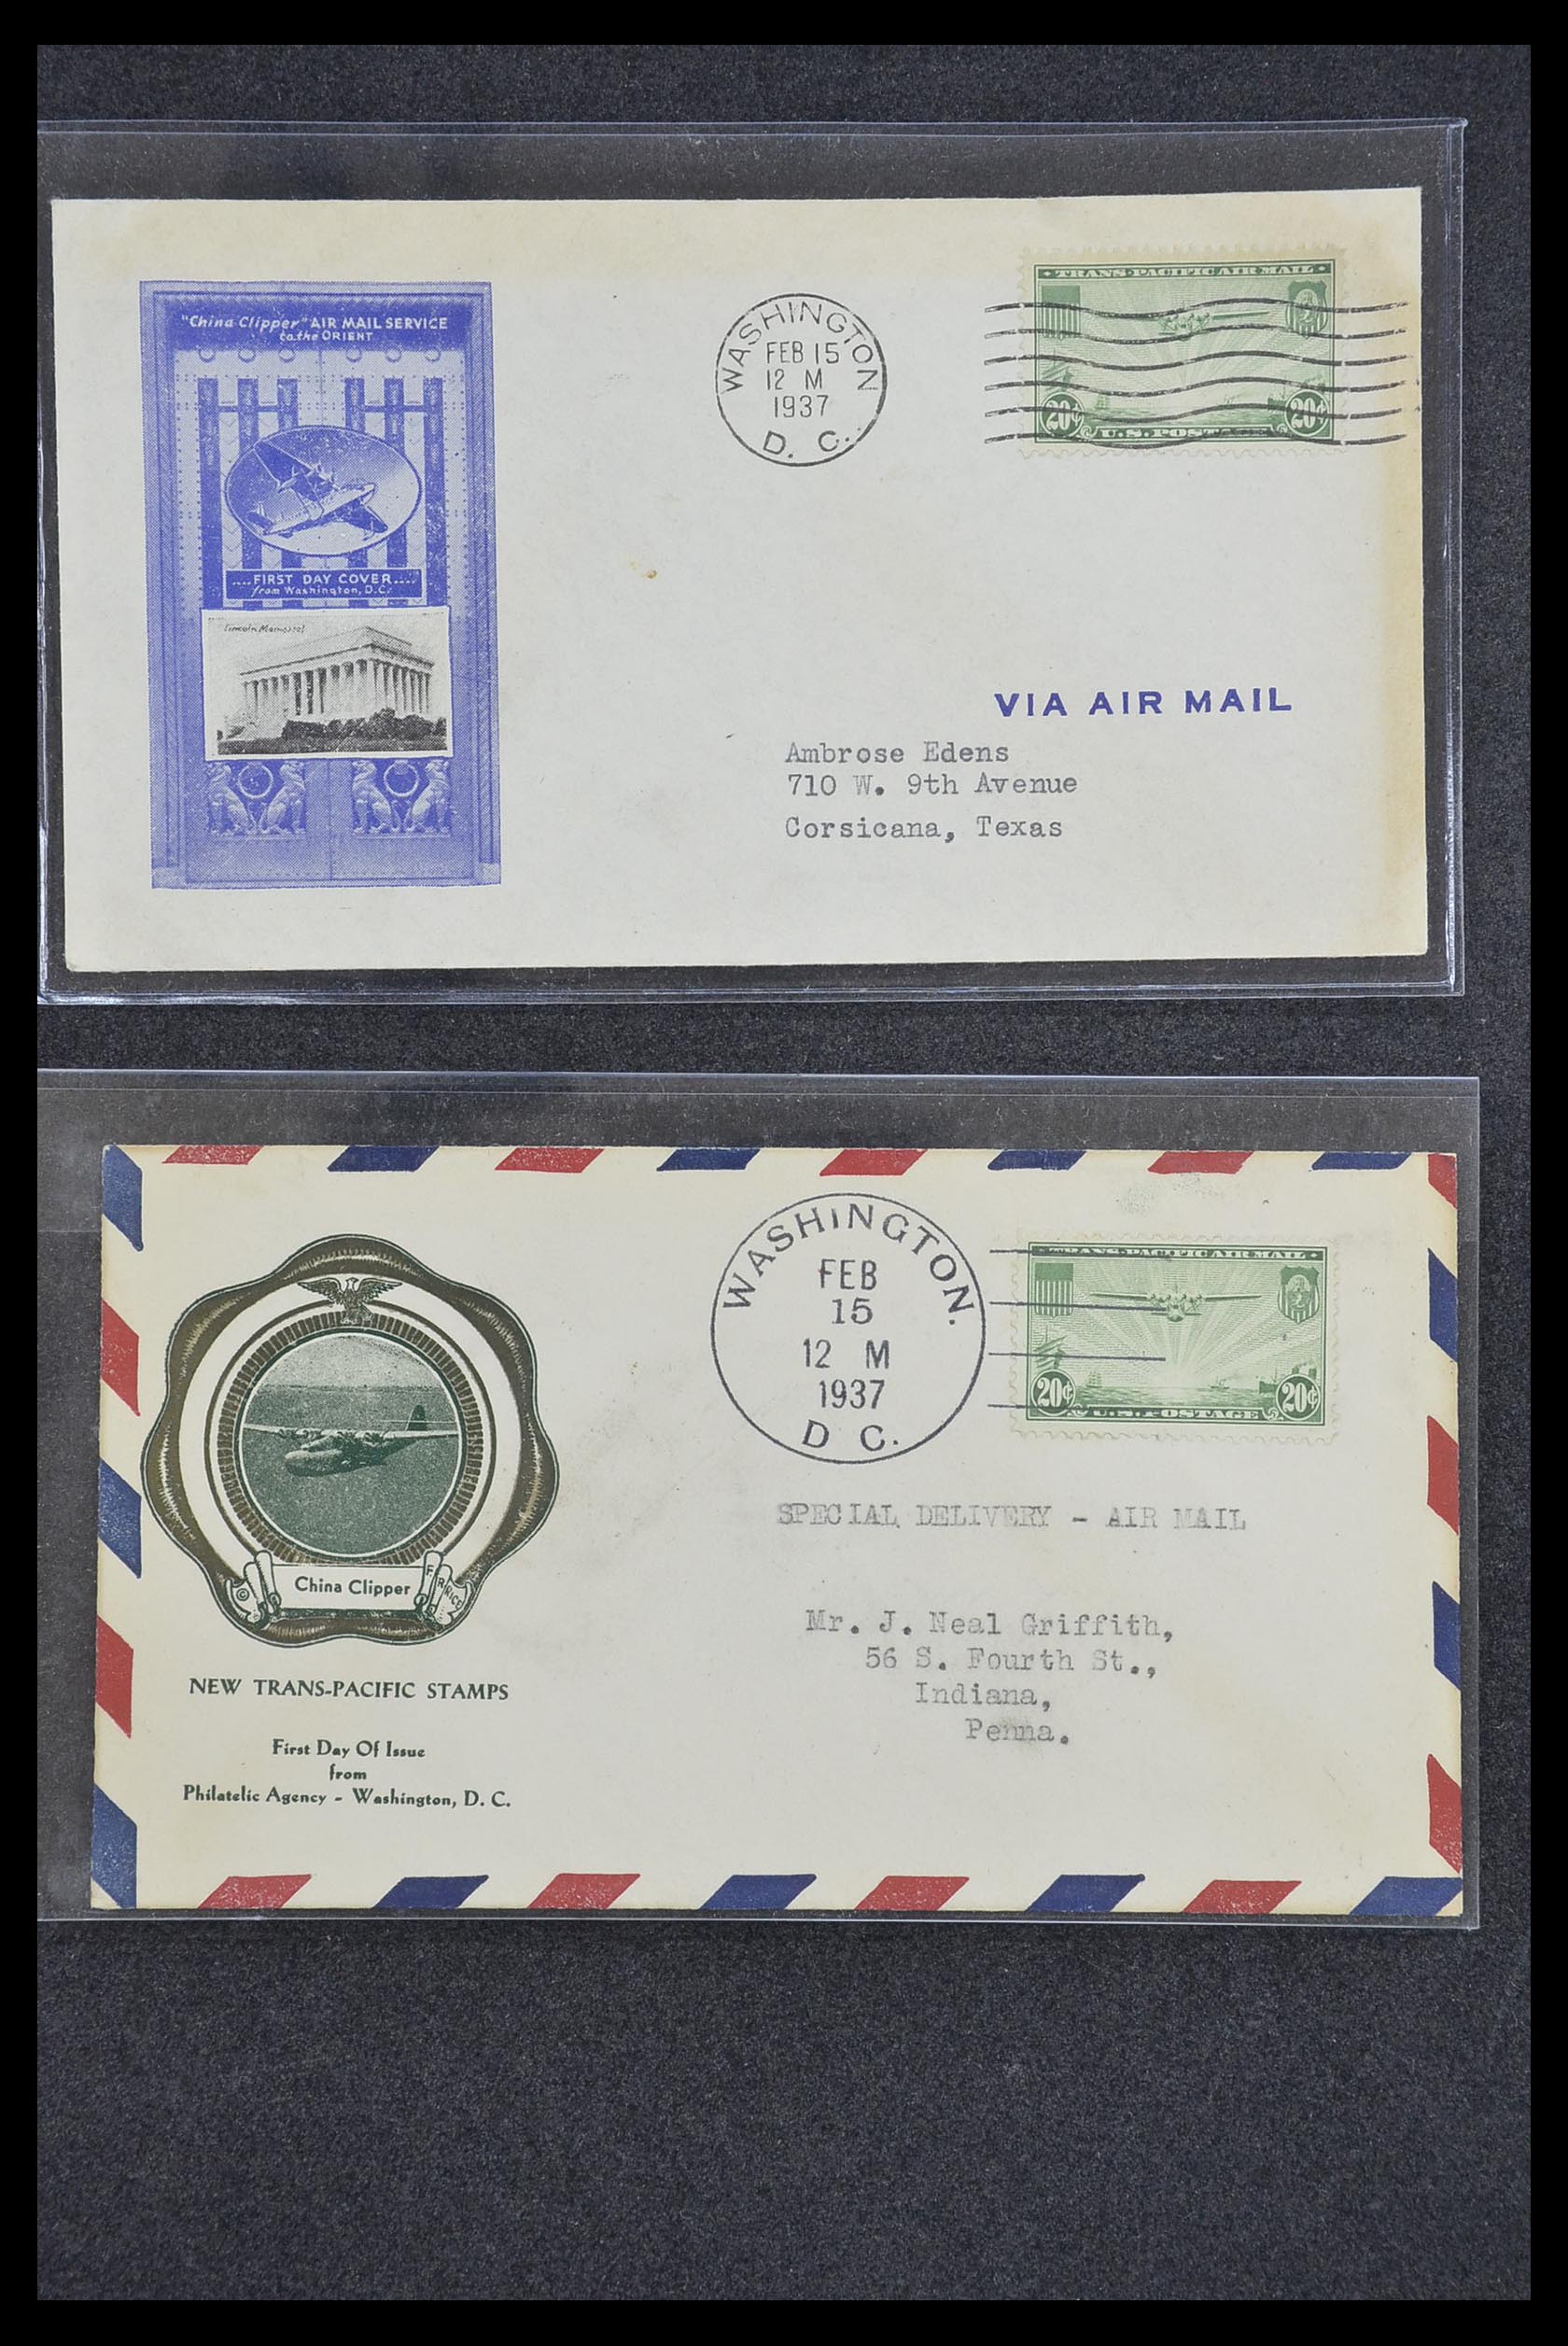 "China Clipper" AIR MAIL SERVICE
to the ORIENT
....FIRST DAY COVER....
from Washington, D.C.
Lincoln Memorial
WASHINGTON
FEB 15
12 M
1937
D. C.
TRANS-PACIFIC AIR MAIL
20¢ 20¢
U.S. POSTAGE
VIA AIR MAIL
Ambrose Edens
710 W. 9th Avenue
Corsicana, Texas
WASHINGTON.
FEB
15
12 M
1937
D C.
TRANS-PACIFIC AIR MAIL
20¢ 20¢
U.S. POSTAGE
China Clipper
© F. R. RICE
NEW TRANS-PACIFIC STAMPS
First Day Of Issue
from
Philatelic Agency - Washington, D. C.
SPECIAL DELIVERY - AIR MAIL
Mr. J. Neal Griffith,
56 S. Fourth St.,
Indiana,
Penna.